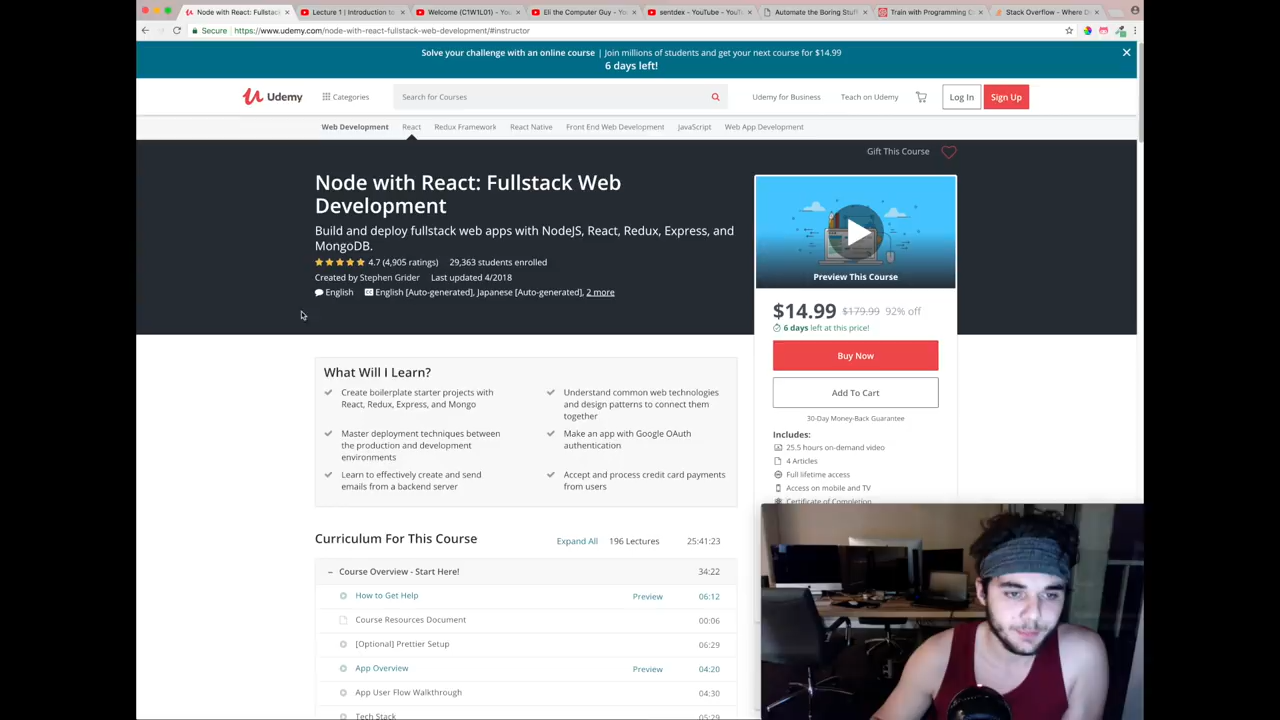 Node with React: Fullstack
Lecture 1 | Introduction to
Welcome (C1W1L01) - YouT
Eli the Computer Guy - YouT
sentdex - YouTube - YouTu
Automate the Boring Stuff
Train with Programming C
Stack Overflow - Where D
Secure
https://www.udemy.com/node-with-react-fullstack-web-development/#instructor
Solve your challenge with an online course | Join millions of students and get your next course for $14.99
6 days left!
Udemy
Categories
Search for Courses
Udemy for Business
Teach on Udemy
Log In
Sign Up
Web Development
React
Redux Framework
React Native
Front End Web Development
JavaScript
Web App Development
Gift This Course
Node with React: Fullstack Web
Development
Build and deploy fullstack web apps with NodeJS, React, Redux, Express, and
MongoDB.
4.7 (4,905 ratings) 29,363 students enrolled
Created by Stephen Grider Last updated 4/2018
English English [Auto-generated], Japanese [Auto-generated], 2 more
Preview This Course
$14.99 $179.99 92% off
6 days left at this price!
Buy Now
Add To Cart
30-Day Money-Back Guarantee
Includes:
25.5 hours on-demand video
4 Articles
Full lifetime access
Access on mobile and TV
Certificate of Completion
What Will I Learn?
Create boilerplate starter projects with
React, Redux, Express, and Mongo
Master deployment techniques between
the production and development
environments
Learn to effectively create and send
emails from a backend server
Understand common web technologies
and design patterns to connect them
together
Make an app with Google OAuth
authentication
Accept and process credit card payments
from users
Curriculum For This Course
Expand All
196 Lectures
25:41:23
Course Overview - Start Here! 34:22
How to Get Help Preview 06:12
Course Resources Document 00:06
[Optional] Prettier Setup 06:29
App Overview Preview 04:20
App User Flow Walkthrough 04:30
Tech Stack 05:29